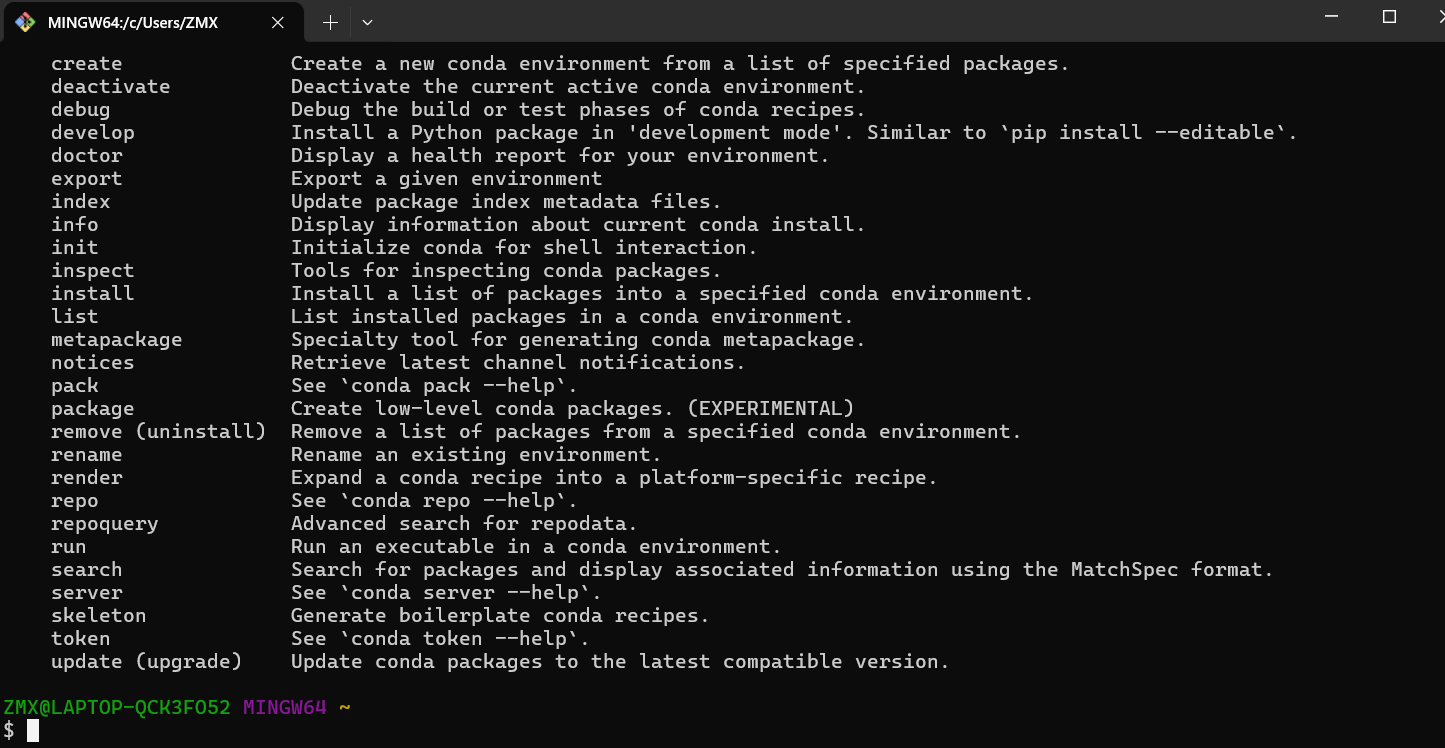 MINGW64:/c/Users/ZMX
create Create a new conda environment from a list of specified packages.
deactivate Deactivate the current active conda environment.
debug Debug the build or test phases of conda recipes.
develop Install a Python package in 'development mode'. Similar to `pip install --editable`.
doctor Display a health report for your environment.
export Export a given environment
index Update package index metadata files.
info Display information about current conda install.
init Initialize conda for shell interaction.
inspect Tools for inspecting conda packages.
install Install a list of packages into a specified conda environment.
list List installed packages in a conda environment.
metapackage Specialty tool for generating conda metapackage.
notices Retrieve latest channel notifications.
pack See `conda pack --help`.
package Create low-level conda packages. (EXPERIMENTAL)
remove (uninstall) Remove a list of packages from a specified conda environment.
rename Rename an existing environment.
render Expand a conda recipe into a platform-specific recipe.
repo See `conda repo --help`.
repoquery Advanced search for repodata.
run Run an executable in a conda environment.
search Search for packages and display associated information using the MatchSpec format.
server See `conda server --help`.
skeleton Generate boilerplate conda recipes.
token See `conda token --help`.
update (upgrade) Update conda packages to the latest compatible version.
ZMX@LAPTOP-QCK3FO52 MINGW64 ~
$